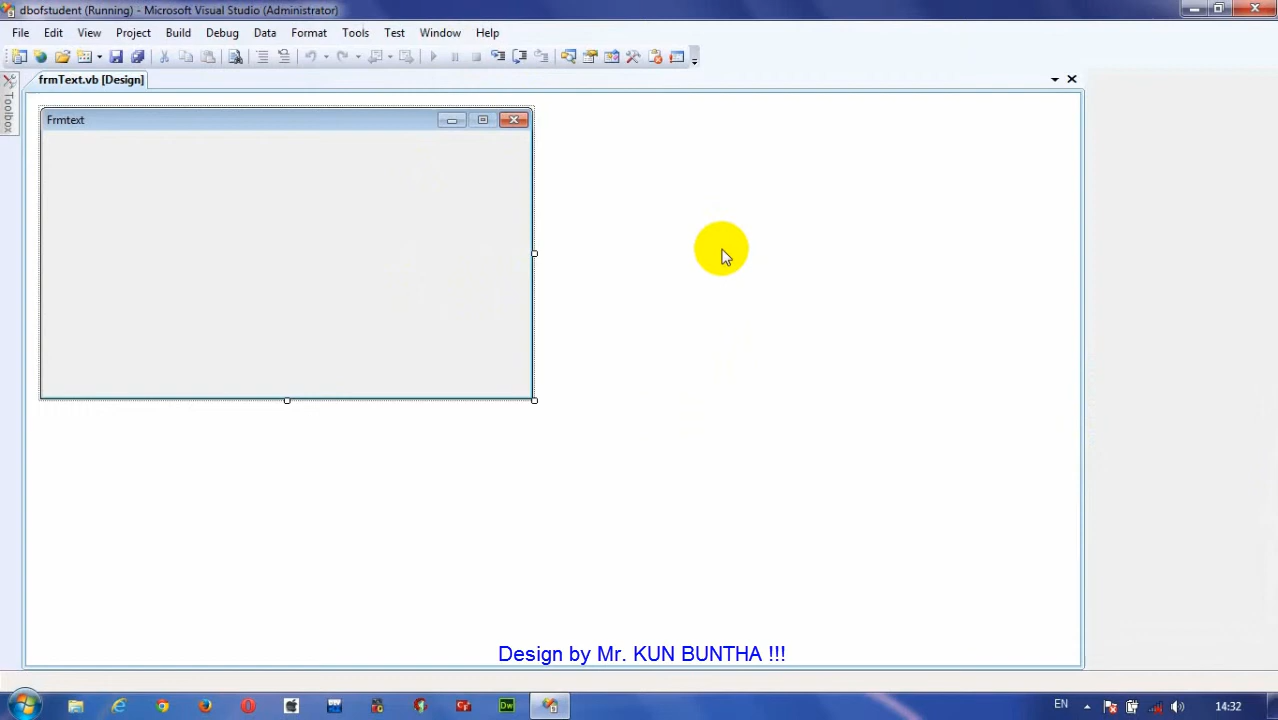 dbofstudent (Running) - Microsoft Visual Studio (Administrator)
File Edit View Project Build Debug Data Format Tools Test Window Help
frmText.vb [Design]
Toolbox
Frmtext
Design by Mr. KUN BUNTHA !!!
Dw
EN
14:32